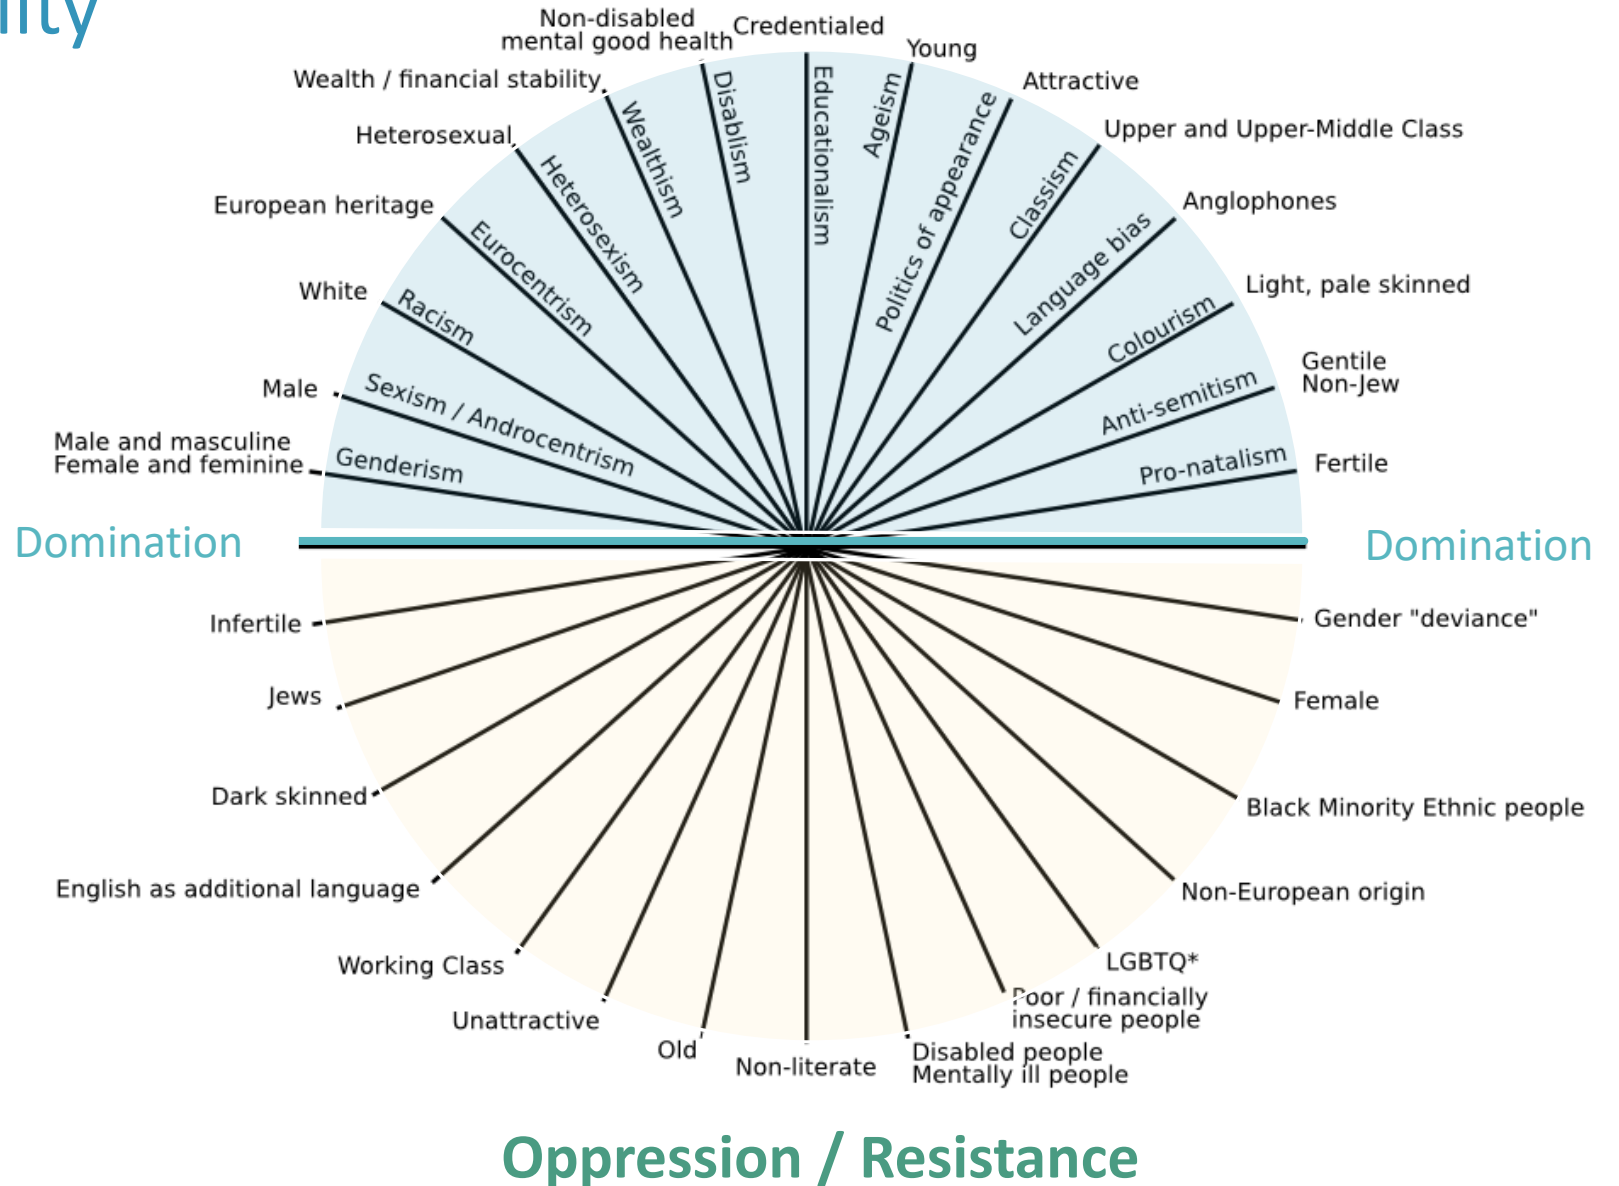 Non-disabled
mental good health
Credentialed
Young
Wealth / financial stability
Attractive
Heterosexual
Upper and Upper-Middle Class
European heritage
Anglophones
White
Light, pale skinned
Male
Gentile
Non-Jew
Male and masculine
Female and feminine
Fertile
Genderism
Sexism / Androcentrism
Racism
Eurocentrism
Heterosexism
Wealthism
Disablism
Educationalism
Ageism
Politics of appearance
Classism
Language bias
Colourism
Anti-semitism
Pro-natalism
Domination
Domination
Infertile
Gender "deviance"
Jews
Female
Dark skinned
Black Minority Ethnic people
English as additional language
Non-European origin
Working Class
LGBTQ*
Unattractive
Poor / financially
insecure people
Old
Non-literate
Disabled people
Mentally ill people
Oppression / Resistance